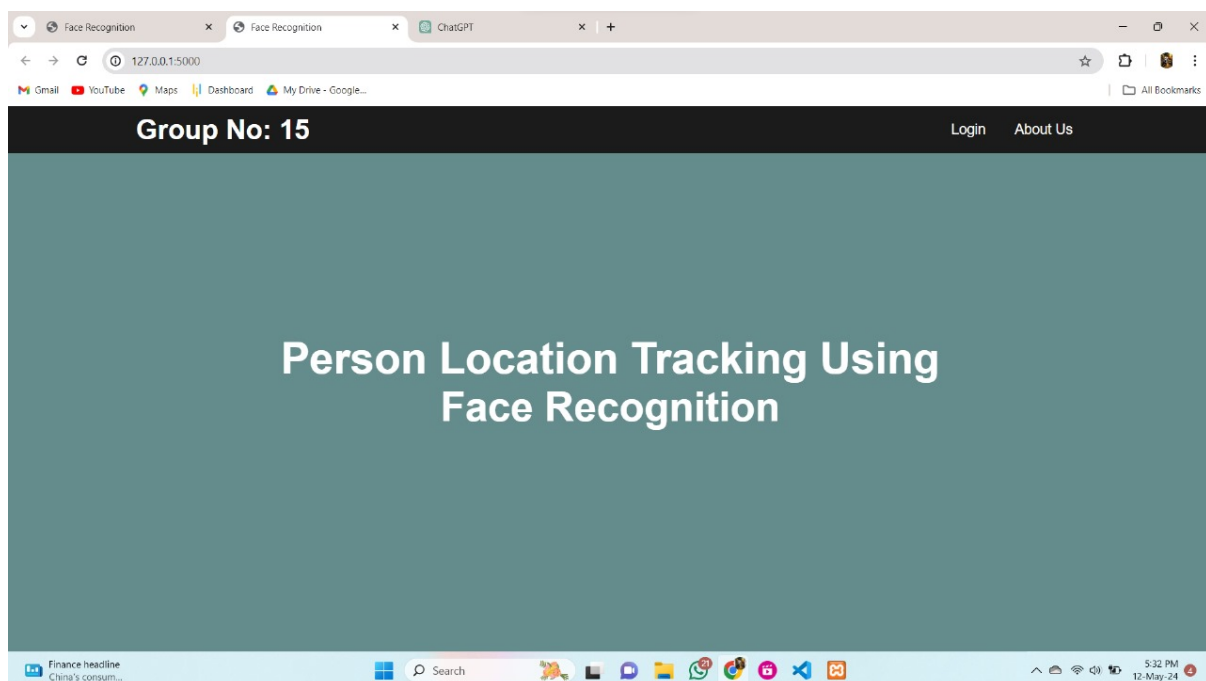 Face Recognition
Face Recognition
ChatGPT
127.0.0.1:5000
Gmail
YouTube
Maps
Dashboard
My Drive - Google...
All Bookmarks
Group No: 15
Login
About Us
Person Location Tracking Using
Face Recognition
Finance headline
China's consum...
Search
21
5:32 PM
12-May-24
4